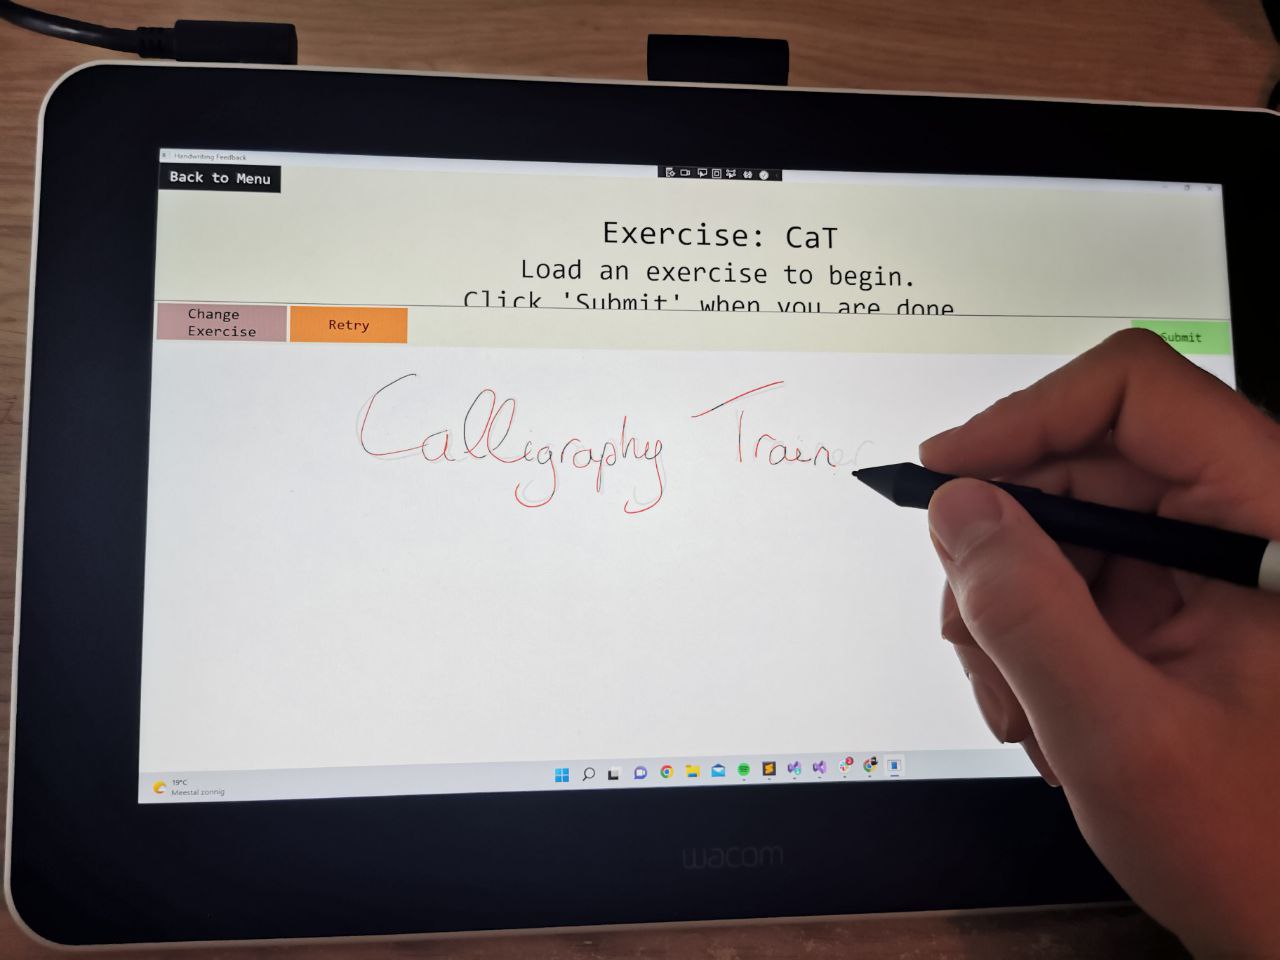 Handwriting Feedback
Back to Menu
Exercise: CaT
Load an exercise to begin.
Click 'Submit' when you are done
Change
Exercise
Retry
Submit
Calligraphy Trainer
19°C
Meestal zonnig
wacom